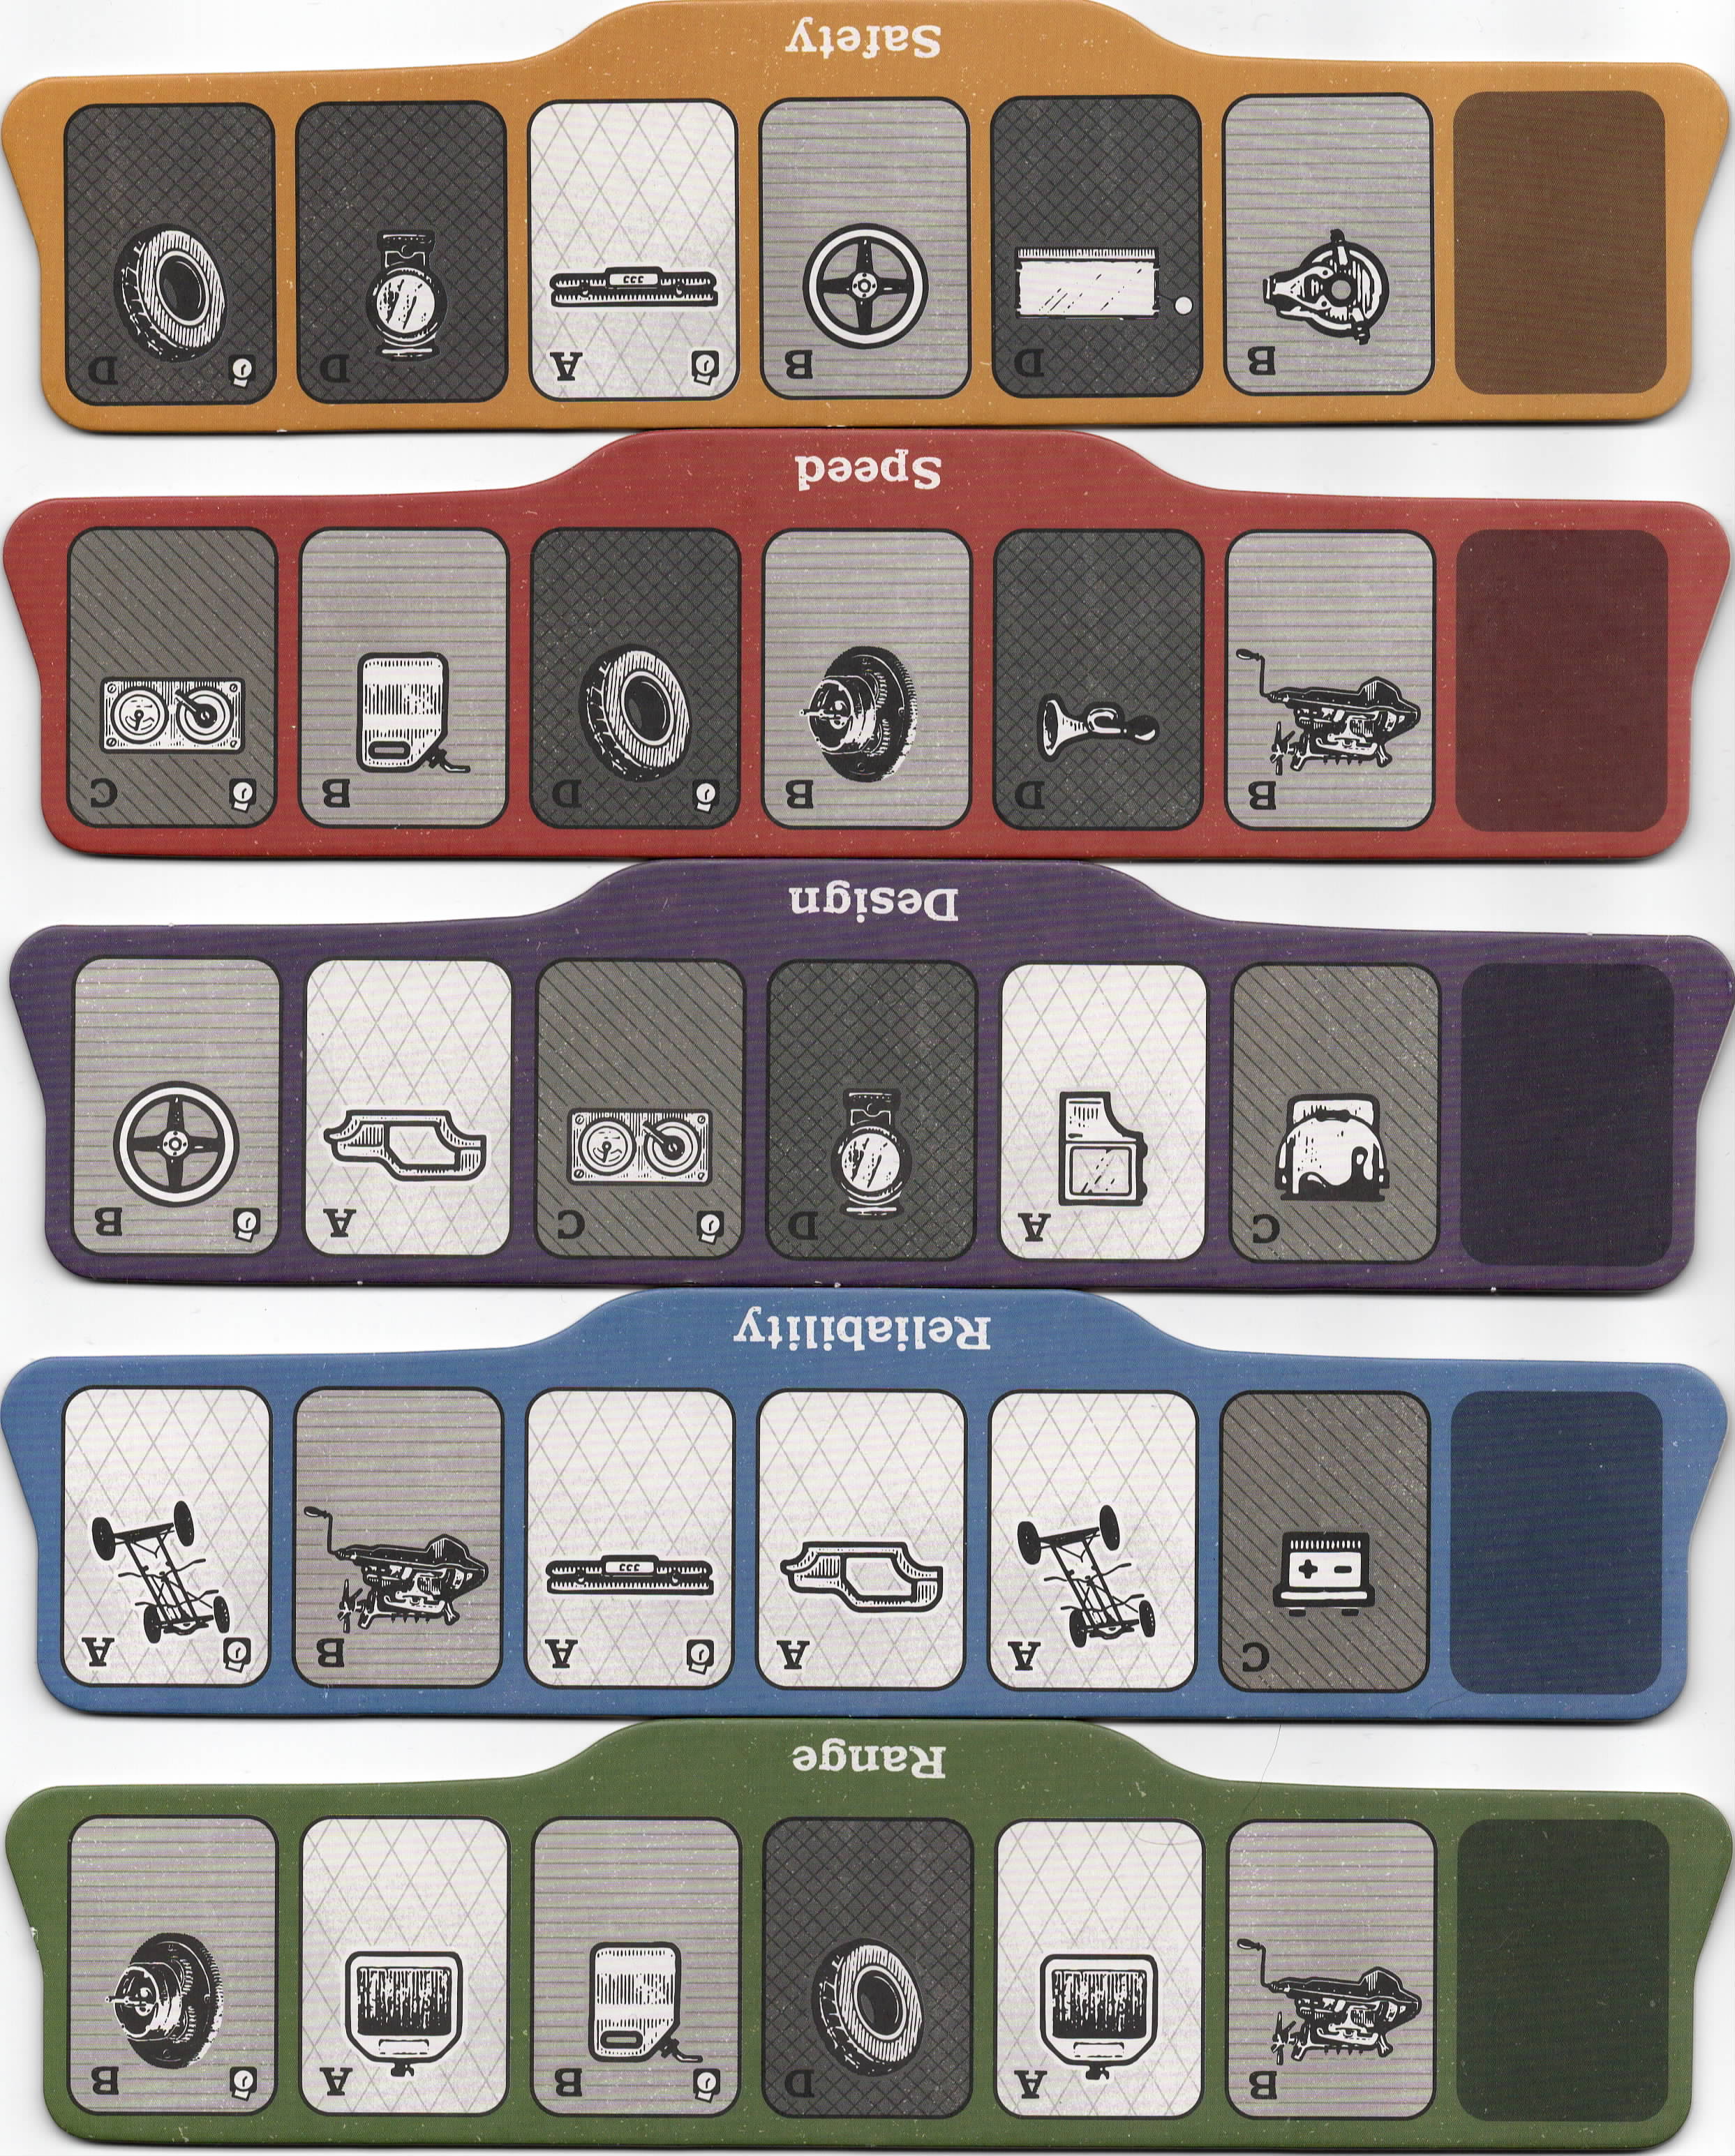 B A D B A B
Range
C A A A B A
Reliability
C A D C A B
Design
B D B D B C
Speed
B D B A D D
Safety